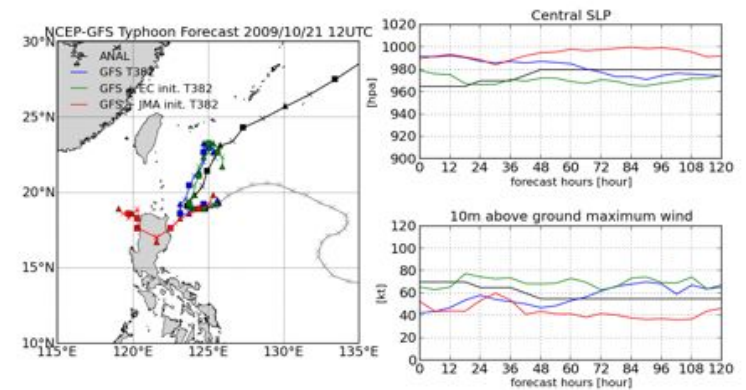 NCEP-GFS Typhoon Forecast 2009/10/21 12UTC
30°N
25°N
20°N
15°N
10°N
115°E 120°E 125°E 130°E 135°E
ANAL
GFS T382
GFS EC init. T382
GFS JMA init. T382
Central SLP
[hpa]
1020
1000
980
960
940
920
900
0 12 24 36 48 60 72 84 96 108 120
forecast hours [hour]
10m above ground maximum wind
[kt]
120
100
80
60
40
20
0
0 12 24 36 48 60 72 84 96 108 120
forecast hours [hour]